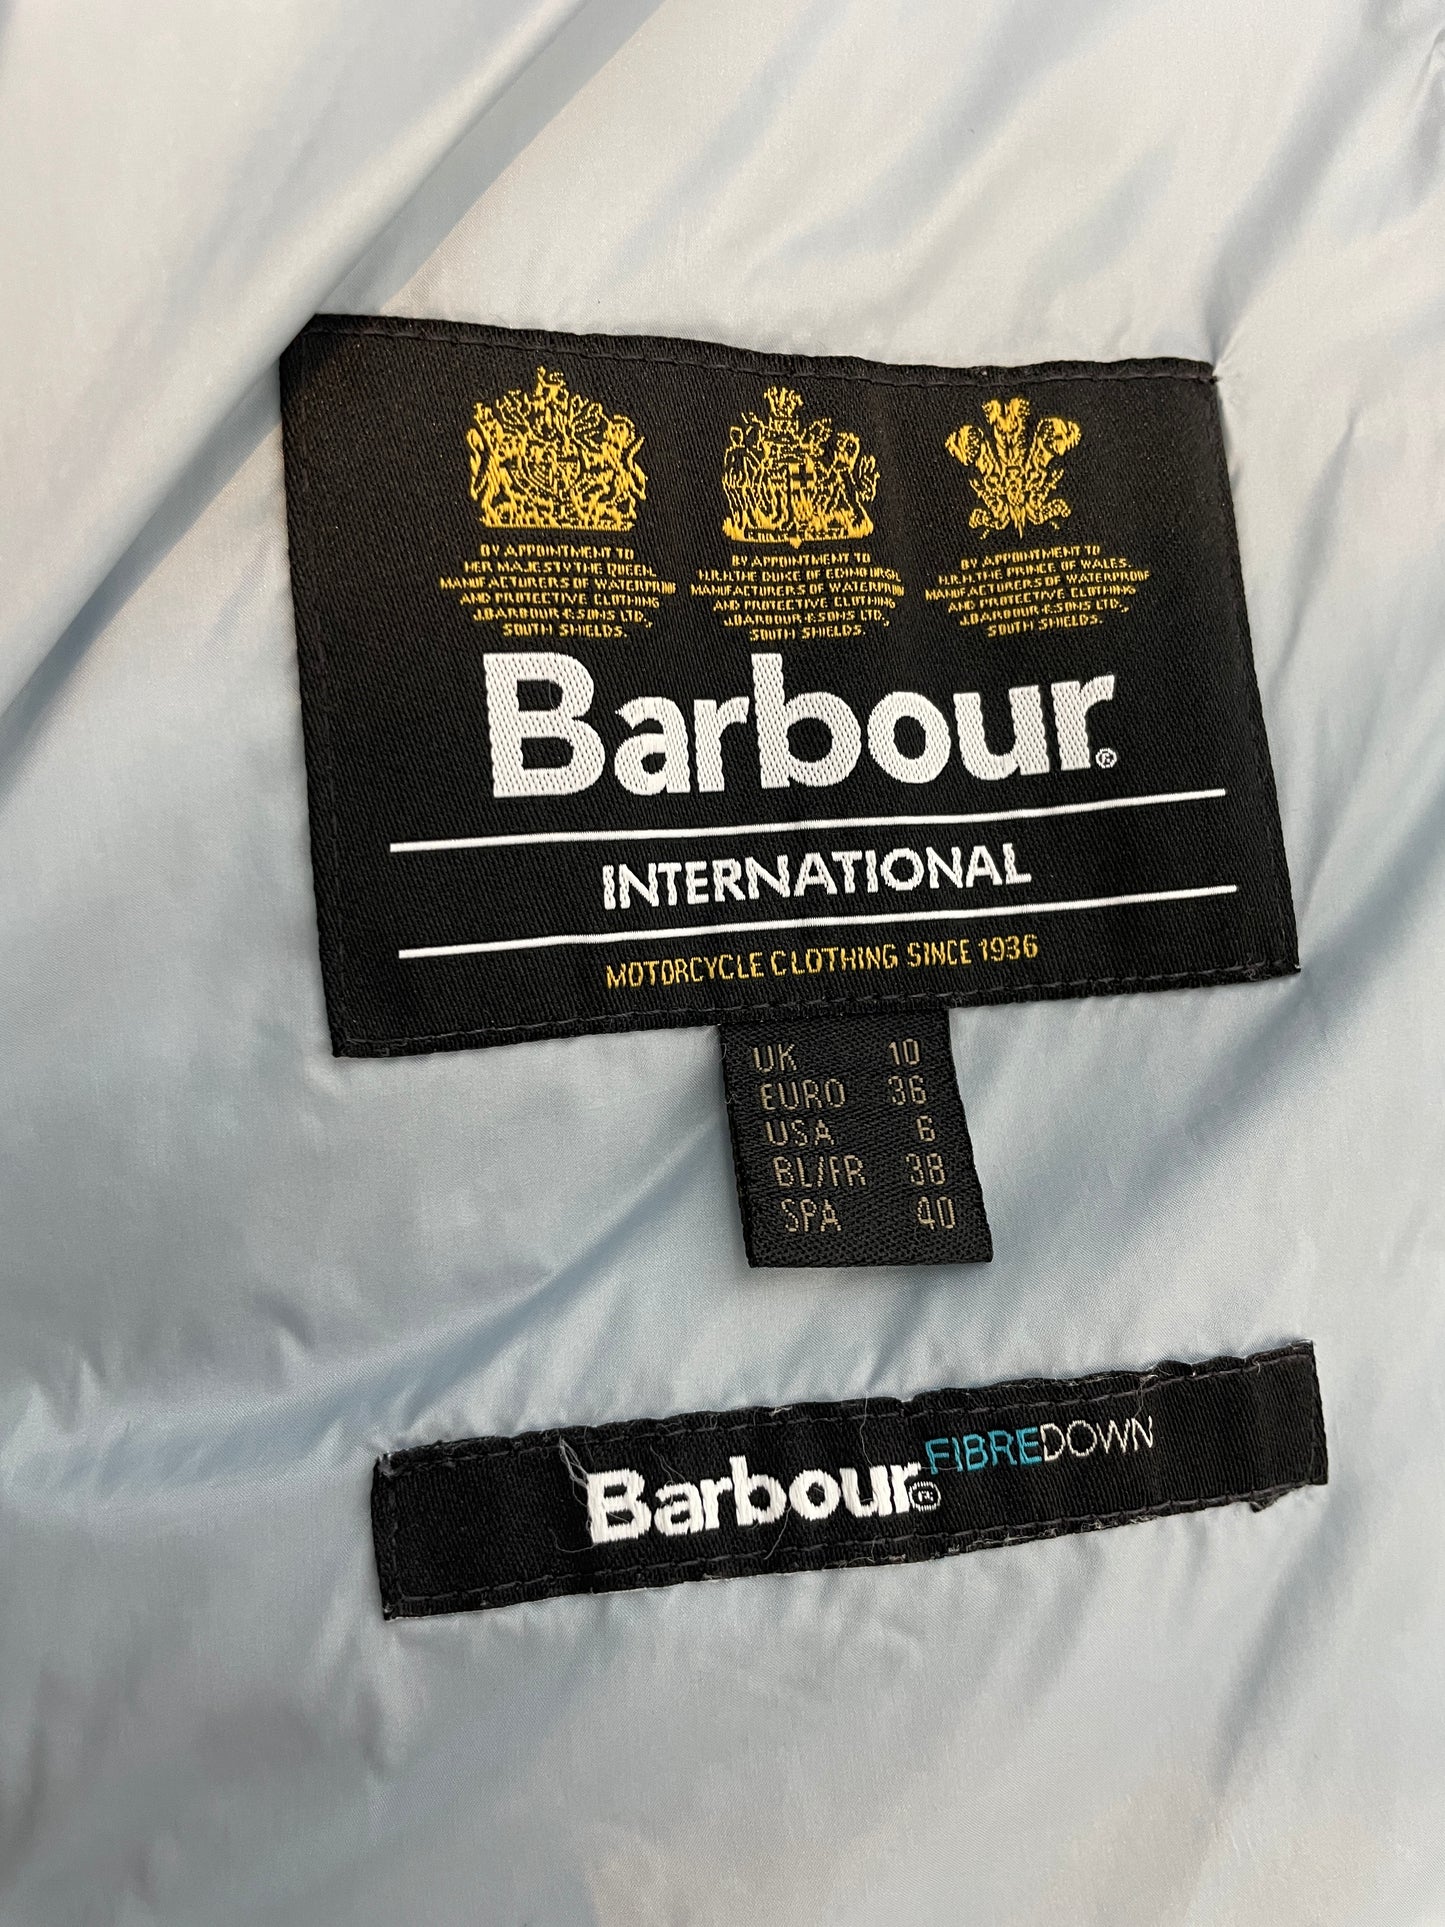 BY APPOINTMENT TO
HER MAJESTY THE QUEEN,
MANUFACTURERS OF WATERPROOF
AND PROTECTIVE CLOTHING
J.BARBOUR & SONS LTD.,
SOUTH SHIELDS.
BY APPOINTMENT TO
H.R.H. THE DUKE OF EDINBURGH
MANUFACTURERS OF WATERPROOF
AND PROTECTIVE CLOTHING
J.BARBOUR & SONS LTD.,
SOUTH SHIELDS.
BY APPOINTMENT TO
H.R.H. THE PRINCE OF WALES.
MANUFACTURERS OF WATERPROOF
AND PROTECTIVE CLOTHING
J.BARBOUR & SONS LTD.,
SOUTH SHIELDS.
Barbour®
INTERNATIONAL
MOTORCYCLE CLOTHING SINCE 1936
UK 10
EURO 36
USA 6
BL/FR 38
SPA 40
Barbour® FIBREDOWN